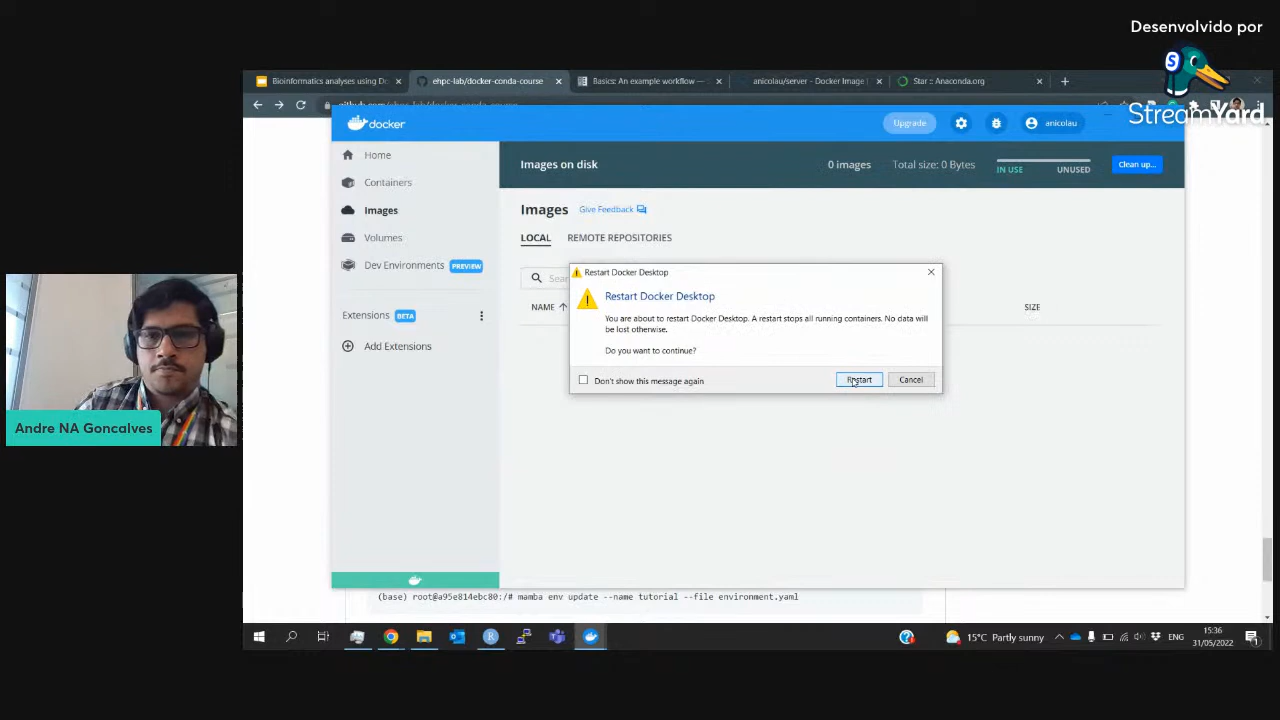 Desenvolvido por
StreamYard
Bioinformatics analyses using Do
ehpc-lab/docker-conda-course
Basics: An example workflow —
anicolau/server - Docker Image
Star :: Anaconda.org
docker
Upgrade
anicolau
Home
Containers
Images
Volumes
Dev Environments
PREVIEW
Extensions
BETA
Add Extensions
Images on disk
0 images
Total size: 0 Bytes
IN USE
UNUSED
Clean up...
Images
Give Feedback
LOCAL
REMOTE REPOSITORIES
Sear
NAME
SIZE
Restart Docker Desktop
Restart Docker Desktop
You are about to restart Docker Desktop. A restart stops all running containers. No data will
be lost otherwise.
Do you want to continue?
Don't show this message again
Restart
Cancel
Andre NA Goncalves
(base) root@a95e814ebc80:/# mamba env update --name tutorial --file environment.yaml
15°C Partly sunny
ENG
15:36
31/05/2022